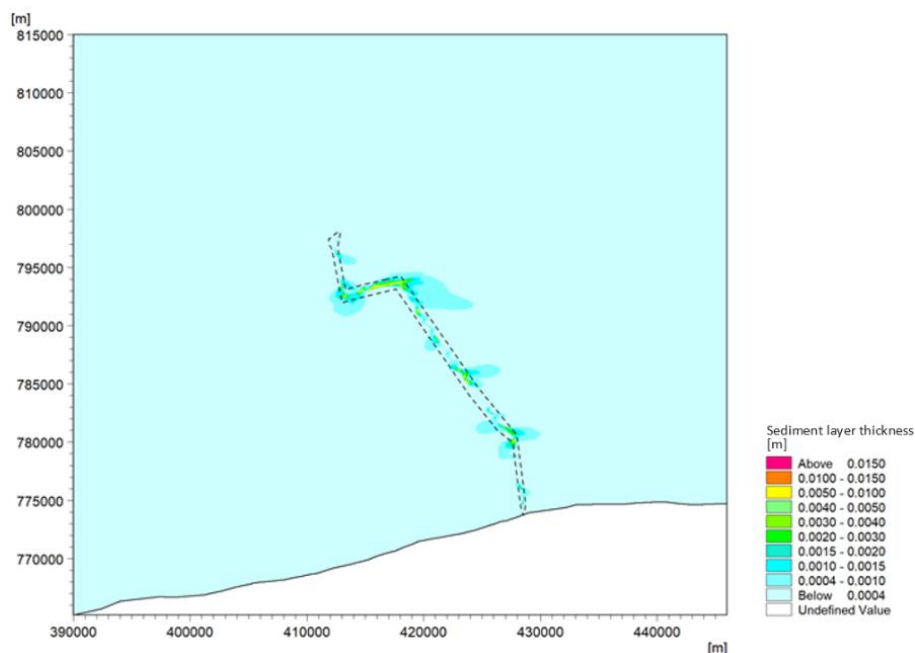 [m]
815000
810000
805000
800000
795000
790000
785000
780000
775000
770000
390000 400000 410000 420000 430000 440000
[m]
Sediment layer thickness
[m]
Above 0.0150
0.0100 - 0.0150
0.0050 - 0.0100
0.0040 - 0.0050
0.0030 - 0.0040
0.0020 - 0.0030
0.0015 - 0.0020
0.0010 - 0.0015
0.0004 - 0.0010
Below 0.0004
Undefined Value